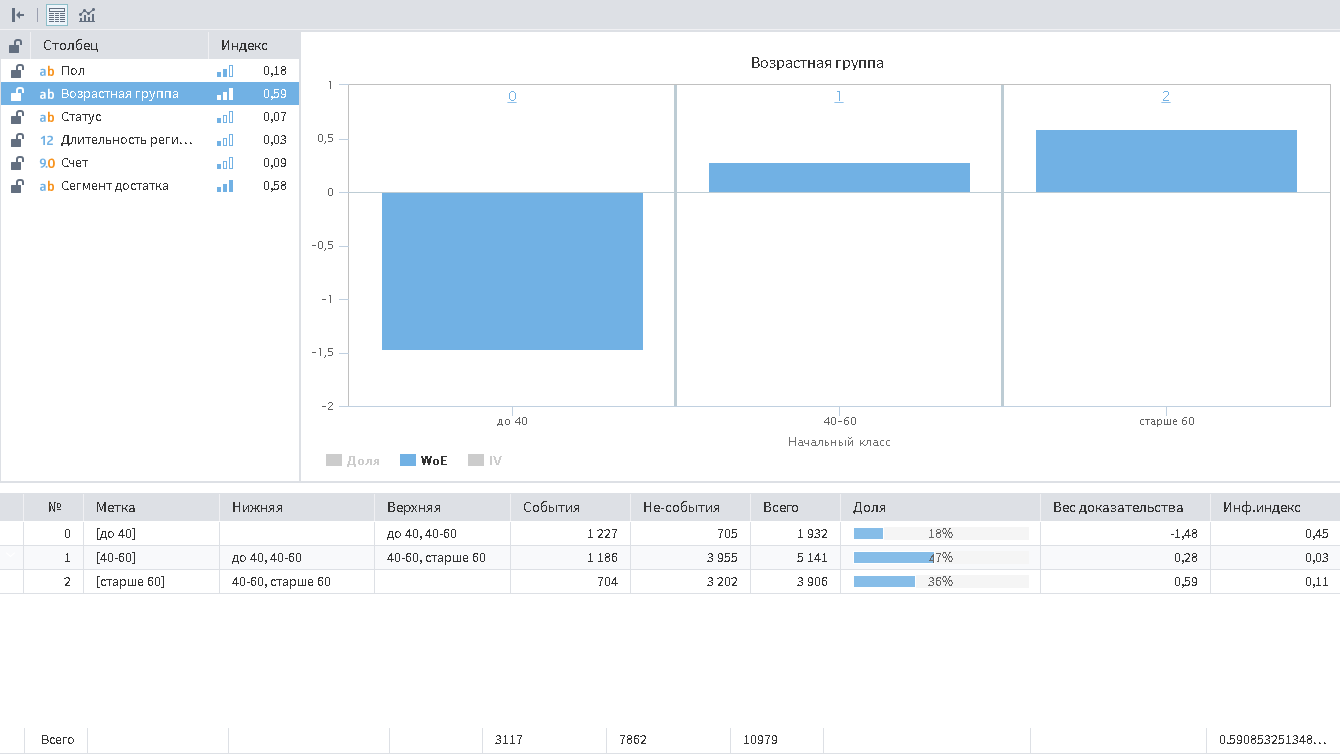 Столбец Индекс
ab Пол 0,18
ab Возрастная группа 0,59
ab Статус 0,07
12 Длительность реги... 0,03
9.0 Счет 0,09
ab Сегмент достатка 0,58
Возрастная группа
0 1 2
1
0,5
0
-0,5
-1
-1,5
-2
до 40 40-60 старше 60
Начальный класс
Доля WoE IV
№ Метка Нижняя Верхняя События Не-события Всего Доля Вес доказательства Инф.индекс
0 [до 40] до 40, 40-60 1 227 705 1 932 18% -1,48 0,45
1 [40-60] до 40, 40-60 40-60, старше 60 1 186 3 955 5 141 47% 0,28 0,03
2 [старше 60] 40-60, старше 60 704 3 202 3 906 36% 0,59 0,11
Всего 3117 7862 10979 0.590853251348...